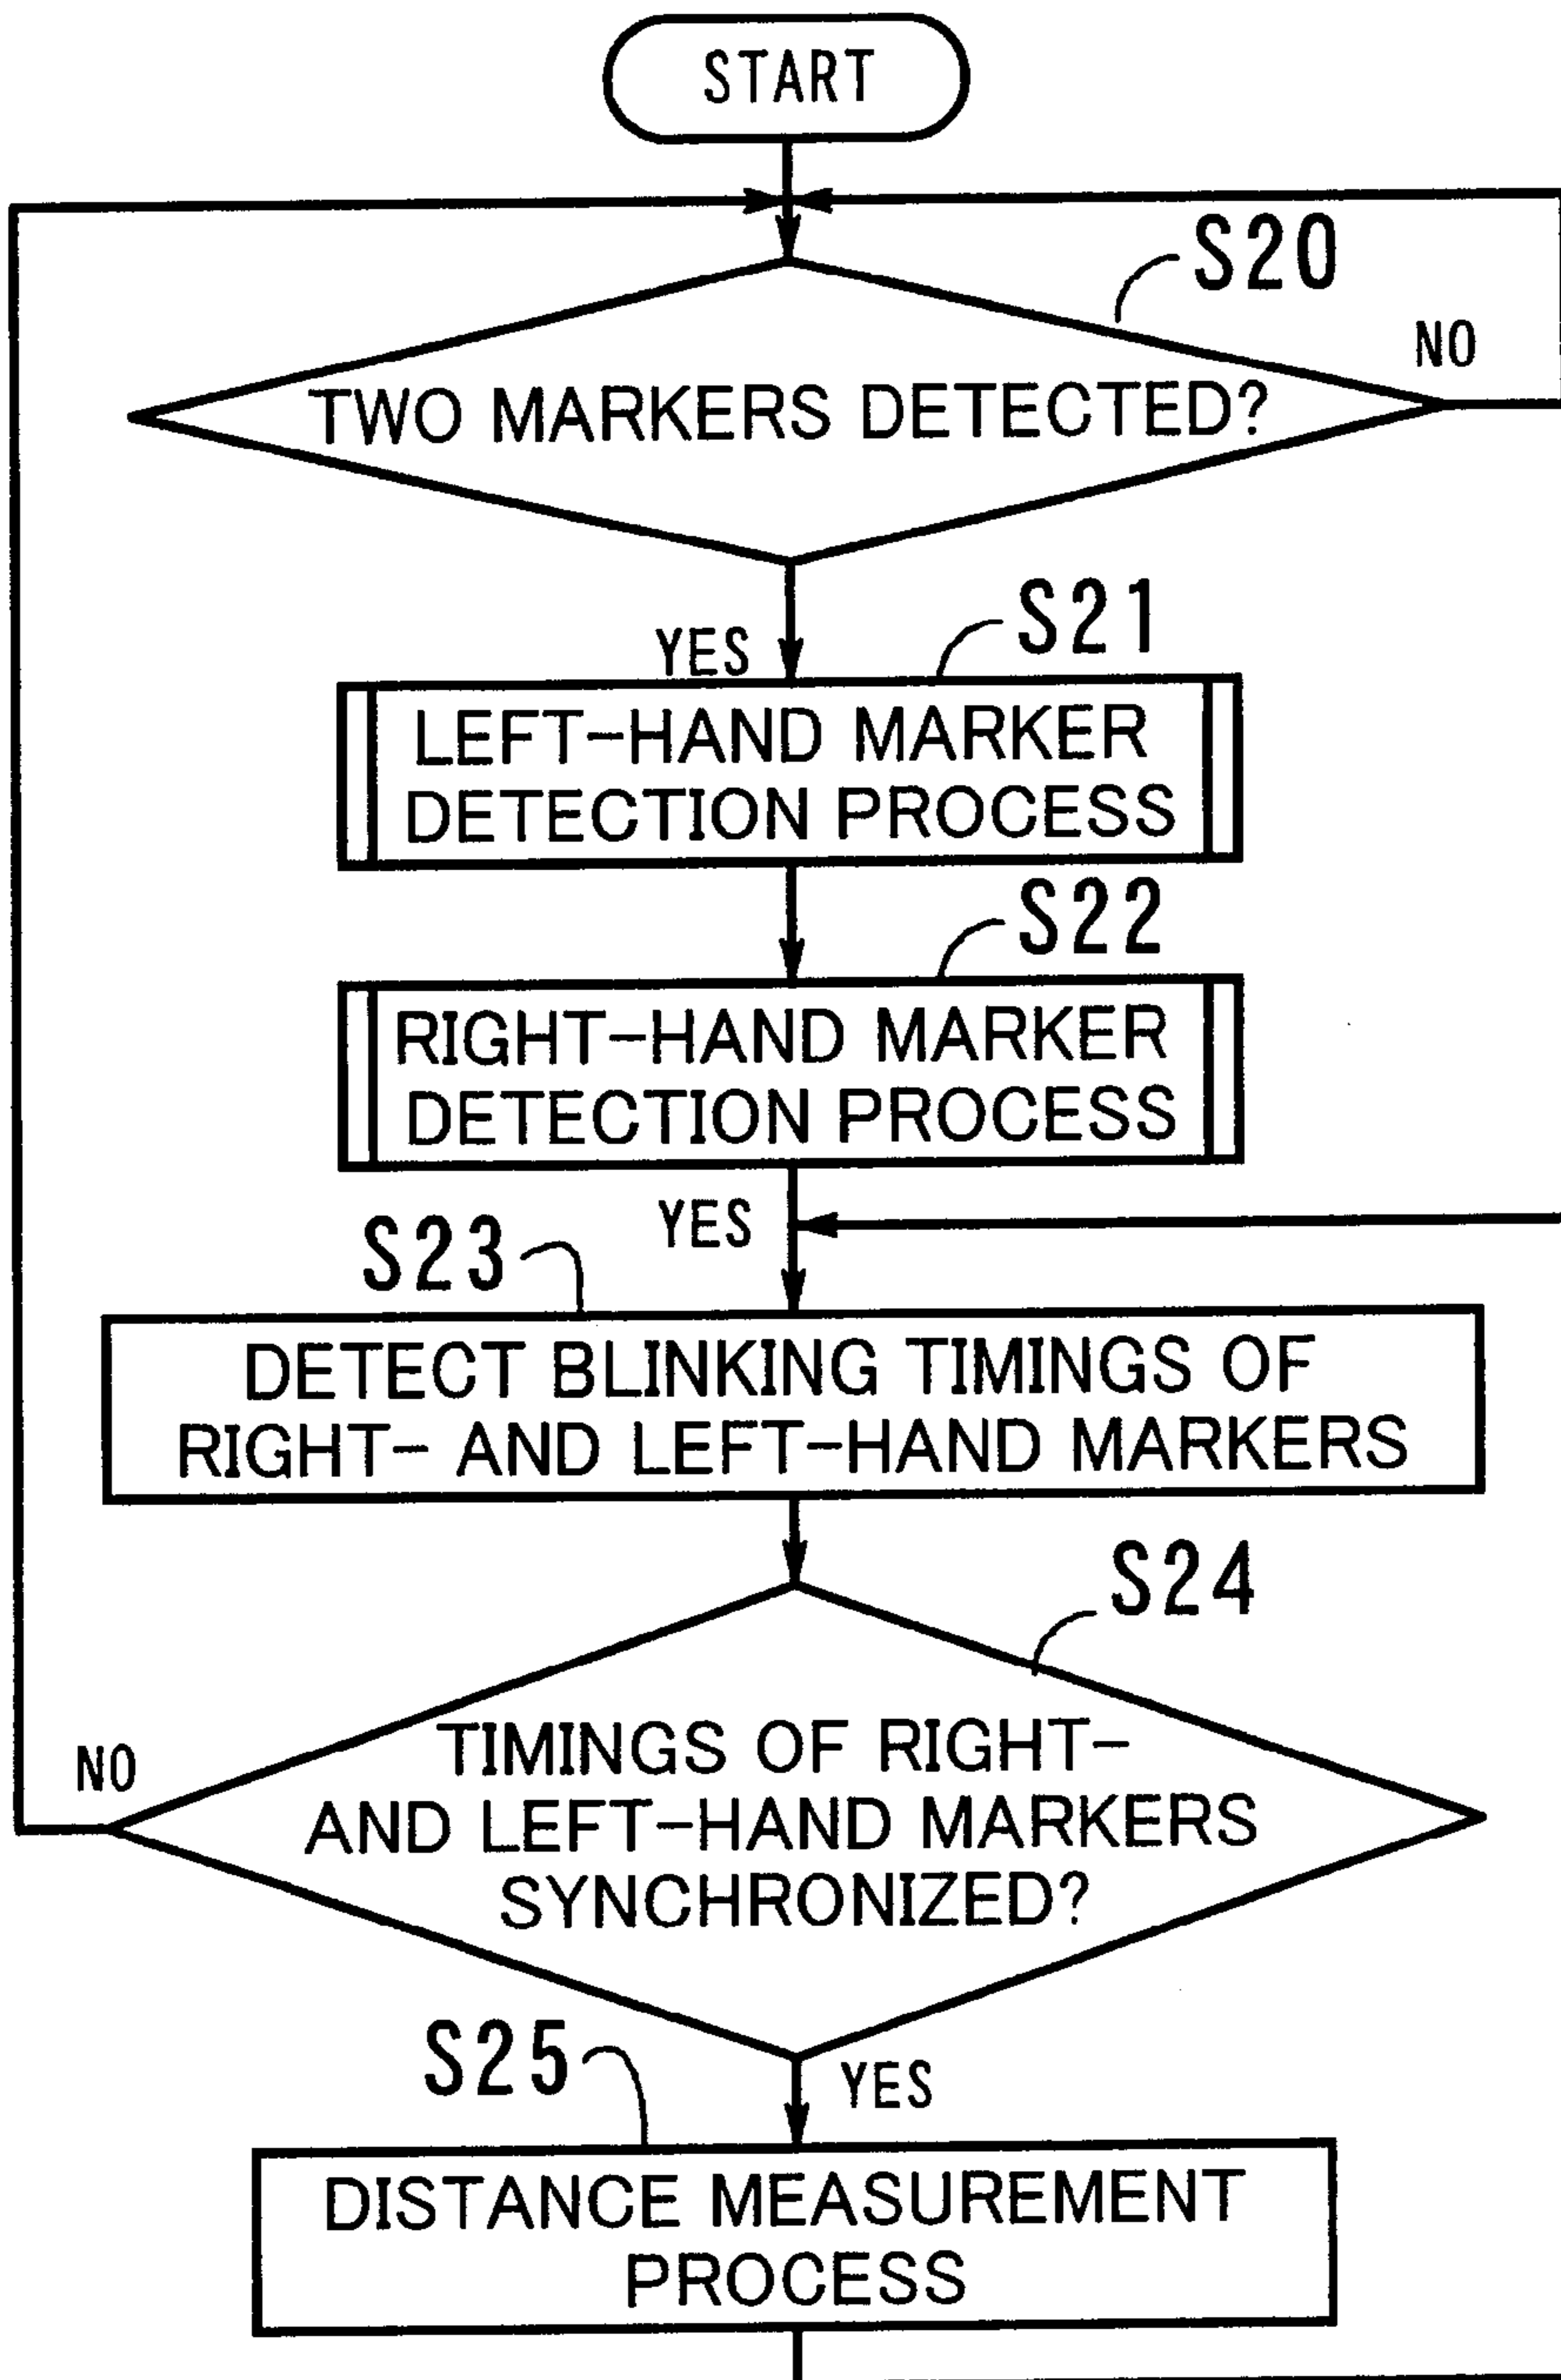 START
S20
NO
TWO MARKERS DETECTED?
S21
YES
LEFT-HAND MARKER
DETECTION PROCESS
S22
RIGHT-HAND MARKER
DETECTION PROCESS
YES
S23
DETECT BLINKING TIMINGS OF
RIGHT- AND LEFT-HAND MARKERS
S24
NO
TIMINGS OF RIGHT-
AND LEFT-HAND MARKERS
SYNCHRONIZED?
S25
YES
DISTANCE MEASUREMENT
PROCESS